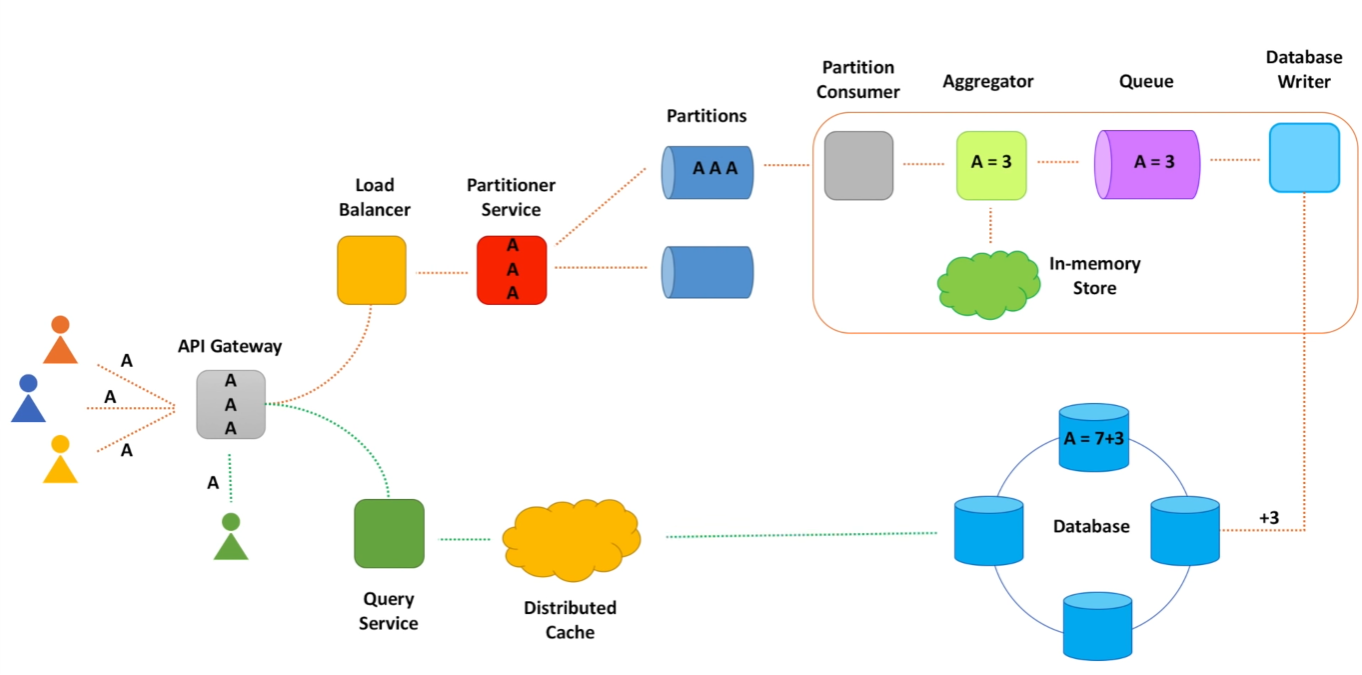 Database
Writer
Partition
Consumer
Aggregator
Queue
Partitions
A A A
A = 3
A = 3
Load
Balancer
Partitioner
Service
A
A
A
In-memory
Store
API Gateway
A
A
A
A
A
A
A
A = 7+3
Database
+3
Query
Service
Distributed
Cache